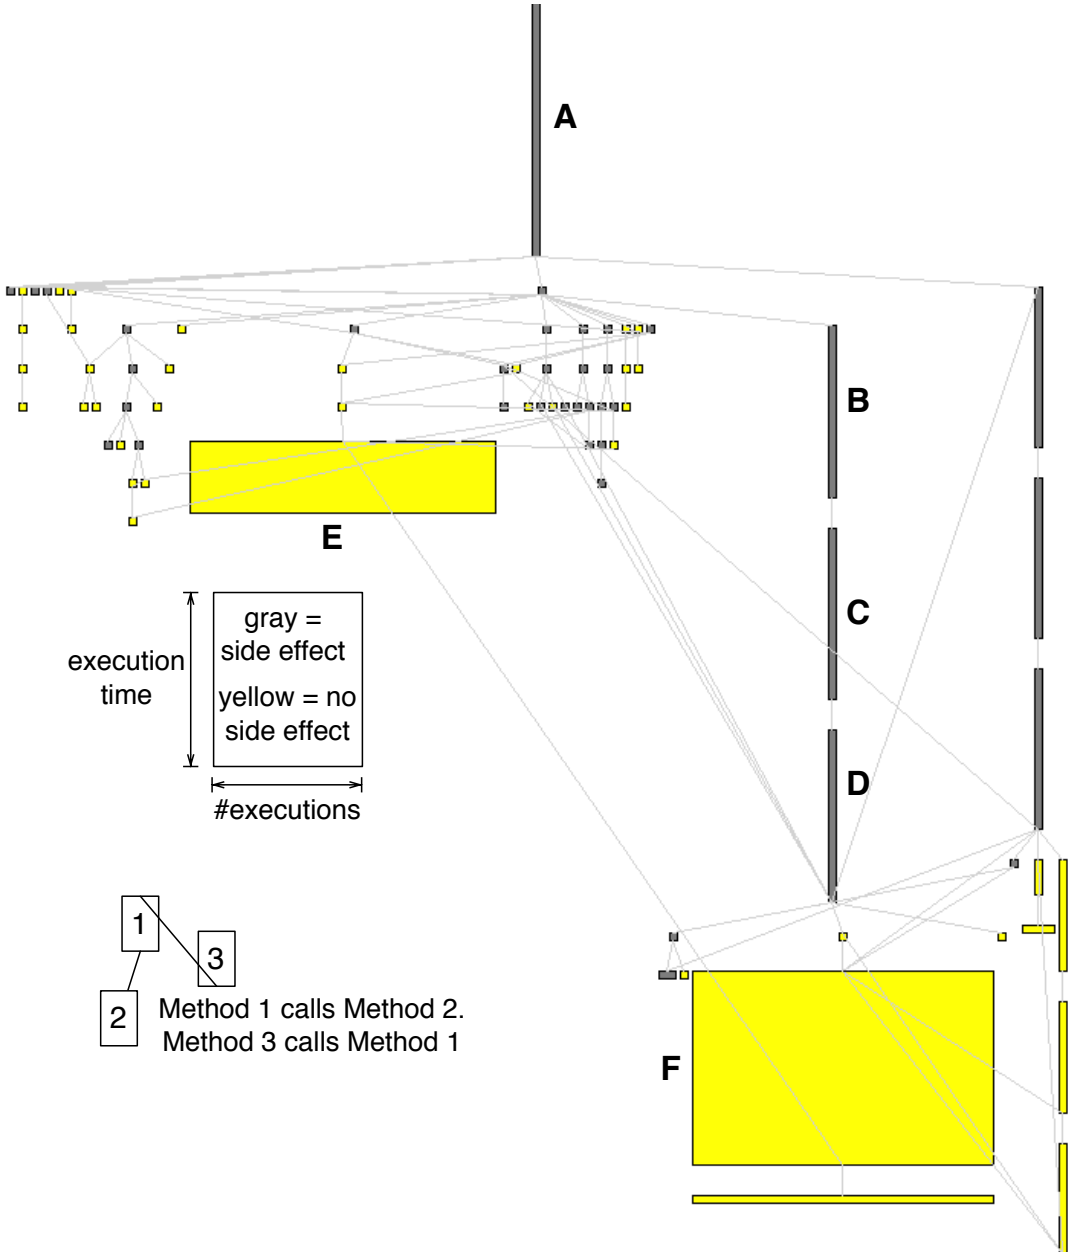 A
B
C
D
E
gray =
side effect
yellow = no
side effect
execution
time
#executions
1
3
2
Method 1 calls Method 2.
Method 3 calls Method 1
F